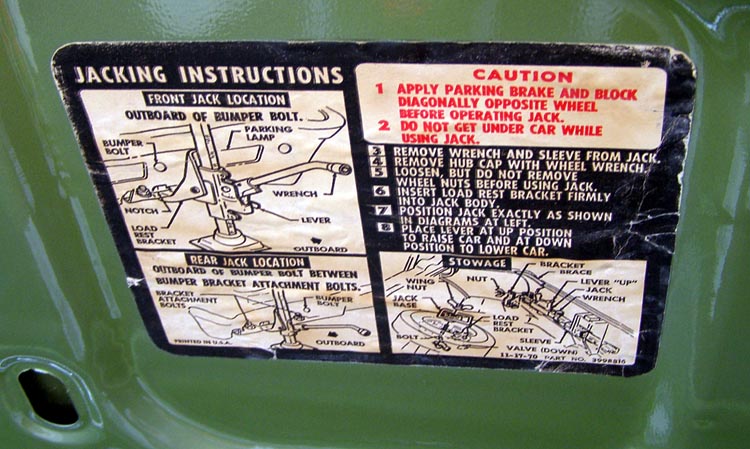 JACKING INSTRUCTIONS
FRONT JACK LOCATION
OUTBOARD OF BUMPER BOLT.
BUMPER
BOLT
PARKING
LAMP
WRENCH
NOTCH
LEVER
LOAD
REST
BRACKET
OUTBOARD
REAR JACK LOCATION
OUTBOARD OF BUMPER BOLT BETWEEN
BUMPER BRACKET ATTACHMENT BOLTS.
BRACKET
ATTACHMENT
BOLTS
BUMPER
BOLT
OUTBOARD
PRINTED IN U.S.A.
CAUTION
1 APPLY PARKING BRAKE AND BLOCK
DIAGONALLY OPPOSITE WHEEL
BEFORE OPERATING JACK.
2 DO NOT GET UNDER CAR WHILE
USING JACK.
3 REMOVE WRENCH AND SLEEVE FROM JACK.
4 REMOVE HUB CAP WITH WHEEL WRENCH.
5 LOOSEN, BUT DO NOT REMOVE
WHEEL NUTS BEFORE USING JACK.
6 INSERT LOAD REST BRACKET FIRMLY
INTO JACK BODY.
7 POSITION JACK EXACTLY AS SHOWN
IN DIAGRAMS AT LEFT.
8 PLACE LEVER AT UP POSITION
TO RAISE CAR AND AT DOWN
POSITION TO LOWER CAR.
STOWAGE
BRACKET
BRACE
WING
NUT
NUT
LEVER "UP"
JACK
WRENCH
JACK
BASE
LOAD
REST
BRACKET
BOLT
SLEEVE
VALVE (DOWN)
11-17-70 PART NO. 3998816